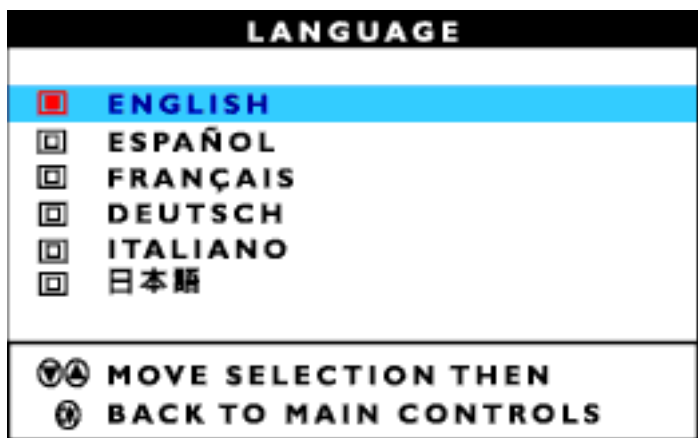 LANGUAGE
ENGLISH
ESPAÑOL
FRANÇAIS
DEUTSCH
ITALIANO
日本語
MOVE SELECTION THEN
BACK TO MAIN CONTROLS